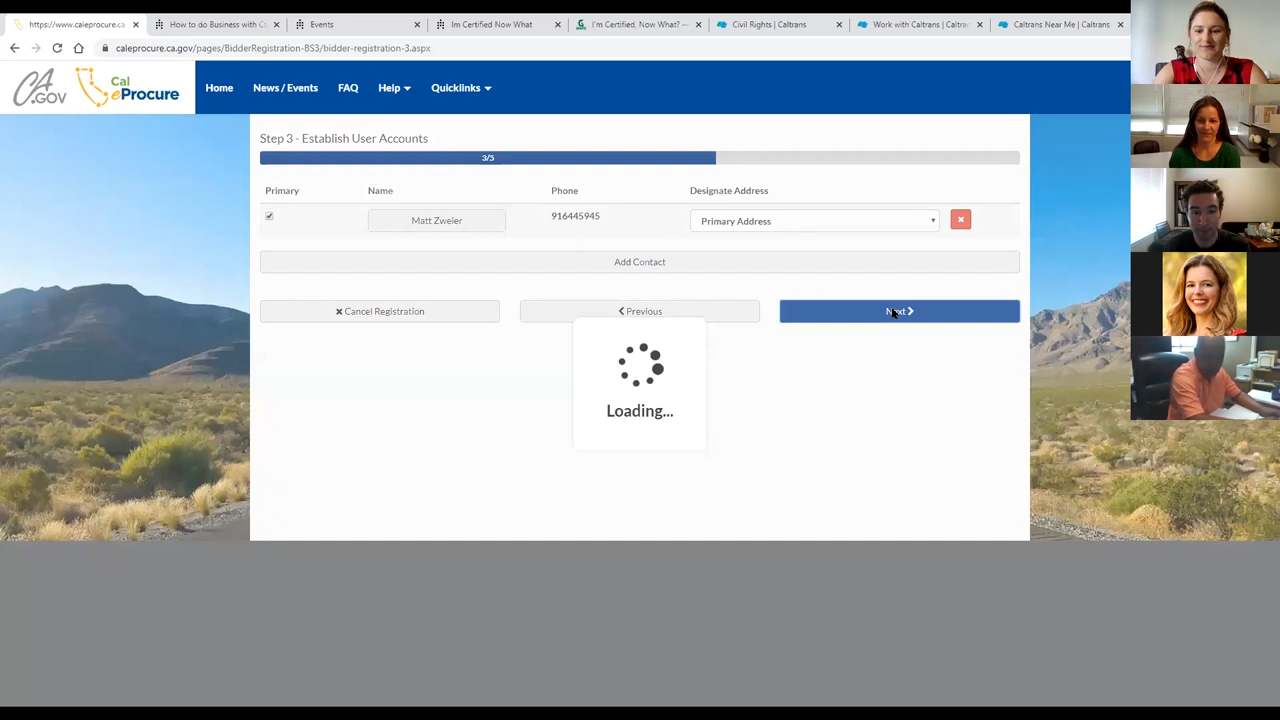 https://www.caleprocure.ca
How to do Business with Ca
Events
Im Certified Now What
I'm Certified, Now What? —
Civil Rights | Caltrans
Work with Caltrans | Caltran
Caltrans Near Me | Caltrans
caleprocure.ca.gov/pages/BidderRegistration-BS3/bidder-registration-3.aspx
CA.GOV
Cal eProcure
Home
News / Events
FAQ
Help
Quicklinks
Step 3 - Establish User Accounts
3/5
Primary
Name
Phone
Designate Address
Matt Zweier
916445945
Primary Address
Add Contact
Cancel Registration
Previous
Next
Loading...